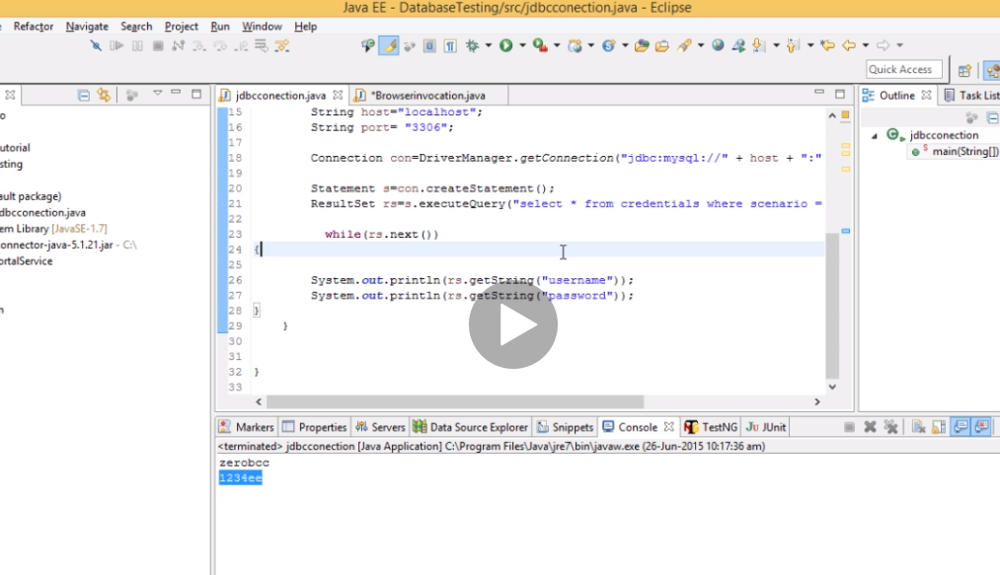 Java EE - DatabaseTesting/src/jdbcconection.java - Eclipse
Refactor Navigate Search Project Run Window Help
Quick Access
jdbcconection.java *Browserinvocation.java
Outline Task List
15 String host="localhost";
16 String port= "3306";
17
18 Connection con=DriverManager.getConnection("jdbc:mysql://" + host + ":"
19
20 Statement s=con.createStatement();
21 ResultSet rs=s.executeQuery("select * from credentials where scenario =
22
23 while(rs.next())
24 {
25
26 System.out.println(rs.getString("username"));
27 System.out.println(rs.getString("password"));
28 }
29 }
30
31
32 }
33
o
utorial
sting
ault package)
dbcconection.java
em Library [JavaSE-1.7]
onnector-java-5.1.21.jar - C:\
ortalService
n
jdbcconection
S main(String[])
Markers Properties Servers Data Source Explorer Snippets Console TestNG Ju JUnit
<terminated> jdbcconection [Java Application] C:\Program Files\Java\jre7\bin\javaw.exe (26-Jun-2015 10:17:36 am)
zerobcc
1234ee